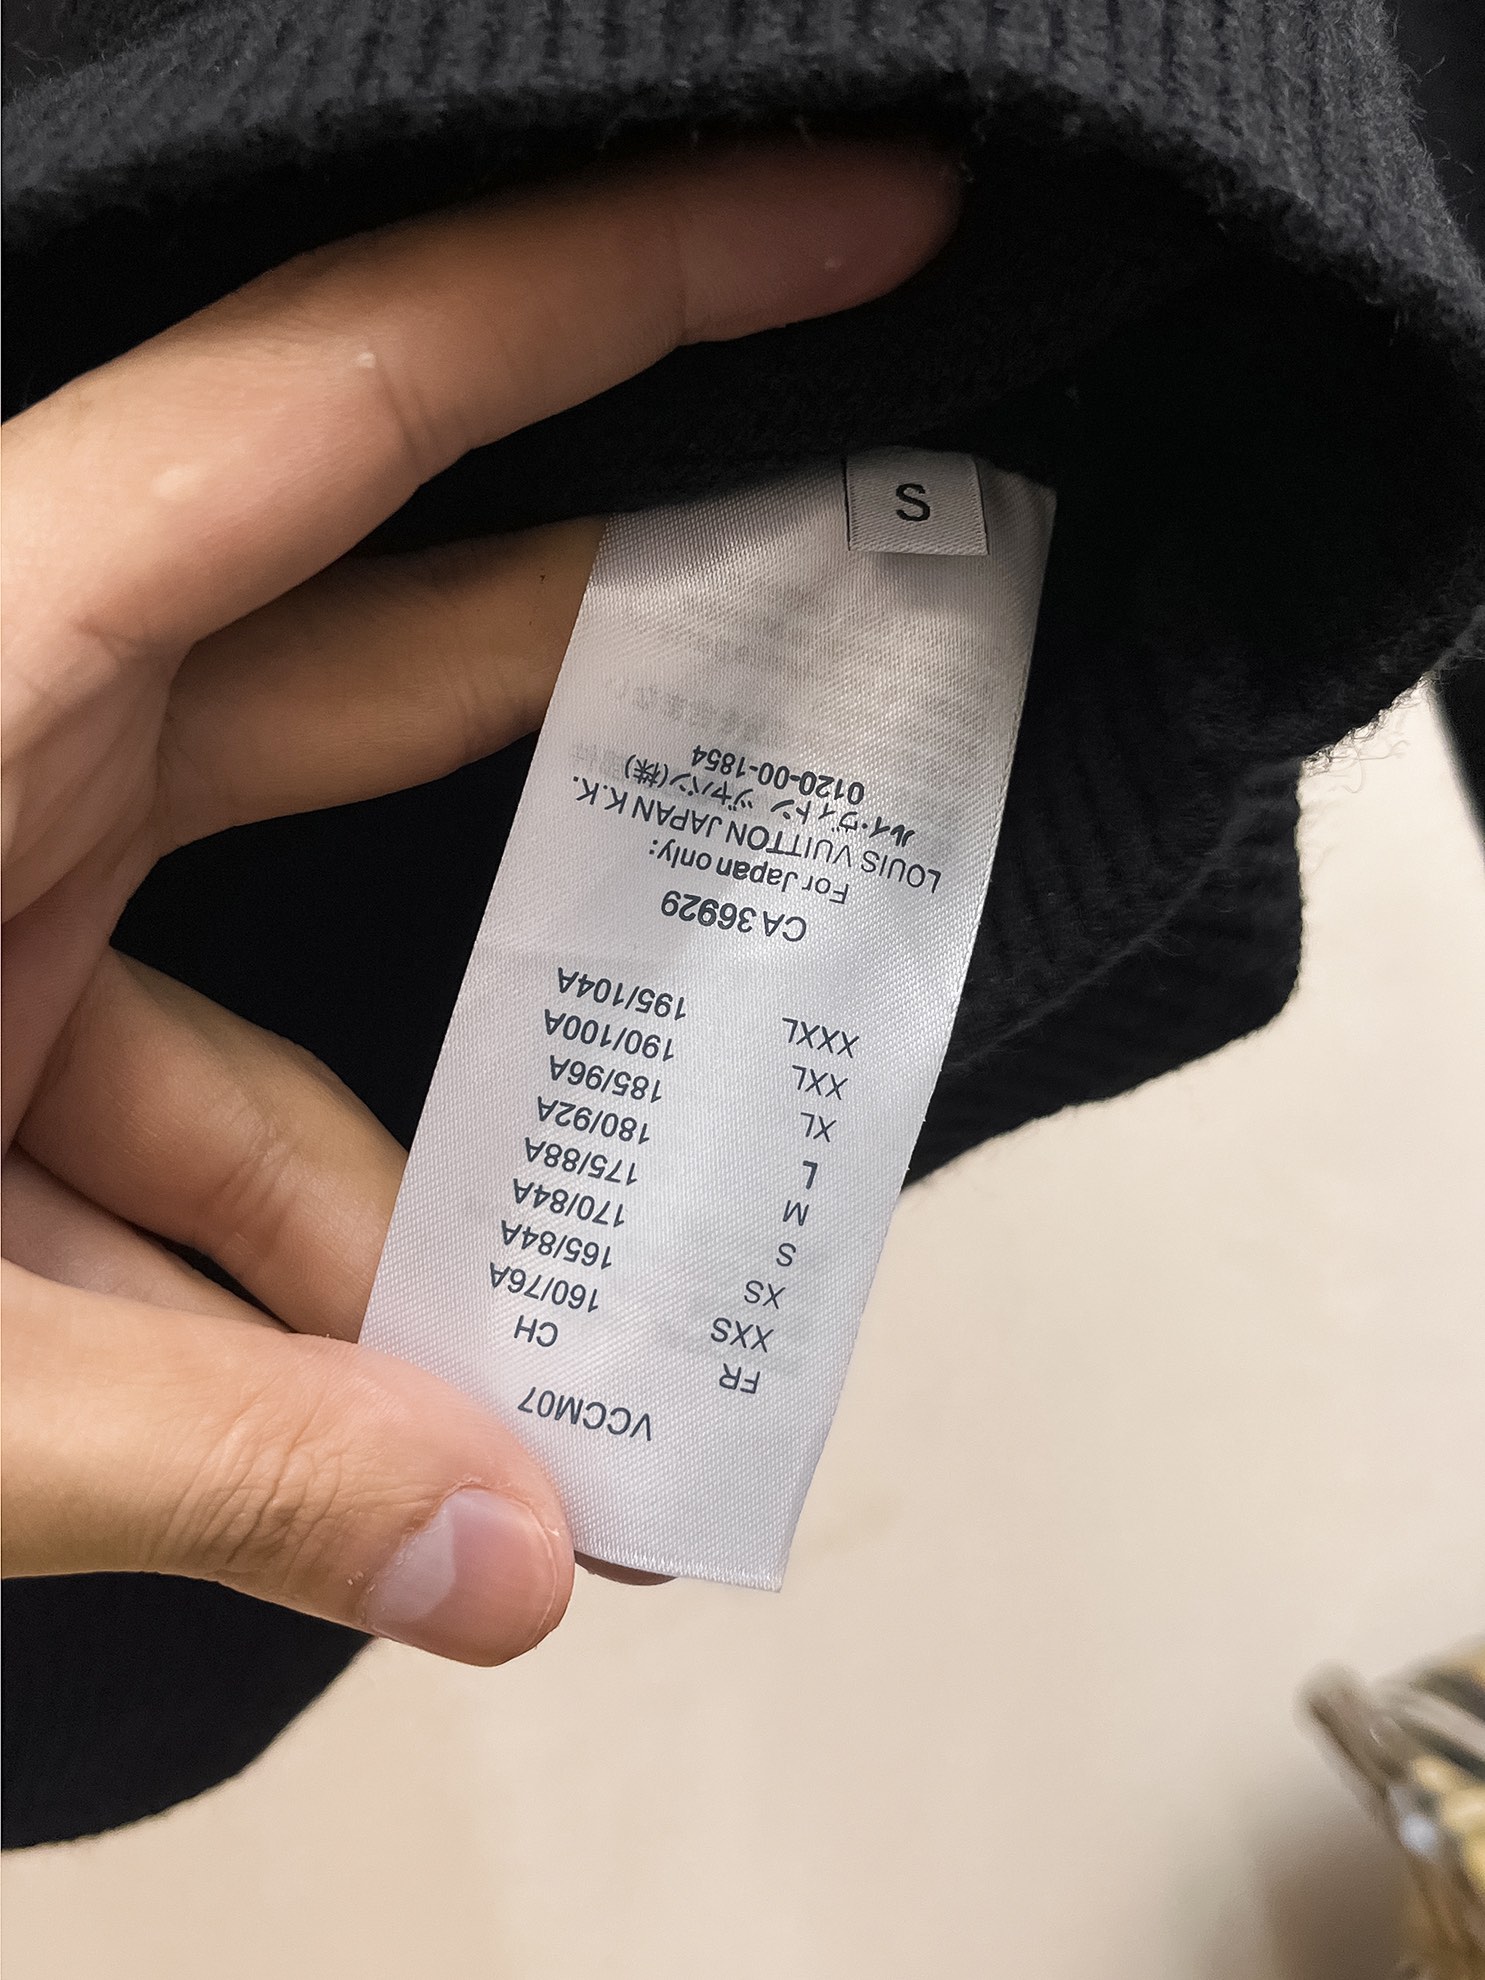 VCCM07
FR CH
XXS 160/76A
XS 165/84A
S 170/84A
M 175/88A
L 180/92A
XL 185/96A
XXL 190/100A
XXXL 195/104A
CA 36929
For Japan only:
LOUIS VUITTON JAPAN K.K.
ルイ・ヴィトン ジャパン(株)
0120-00-1854
S